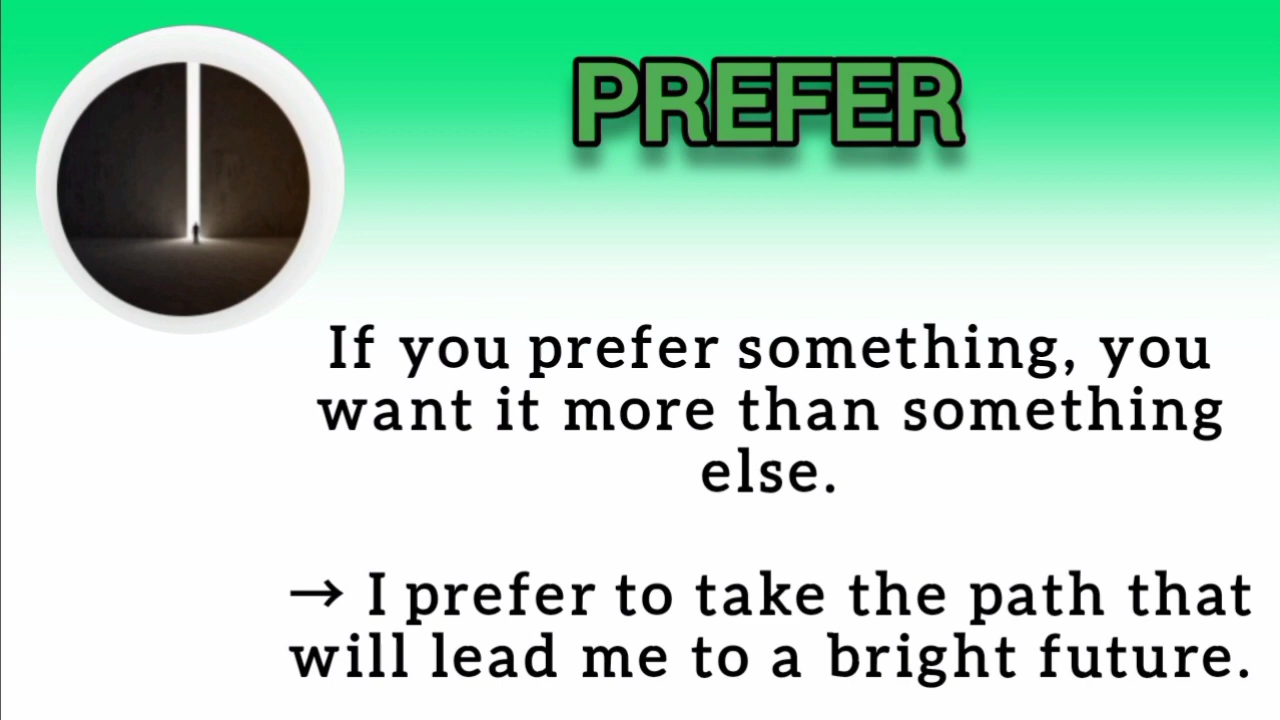 PREFER
If you prefer something, you
want it more than something
else.
→ I prefer to take the path that
will lead me to a bright future.